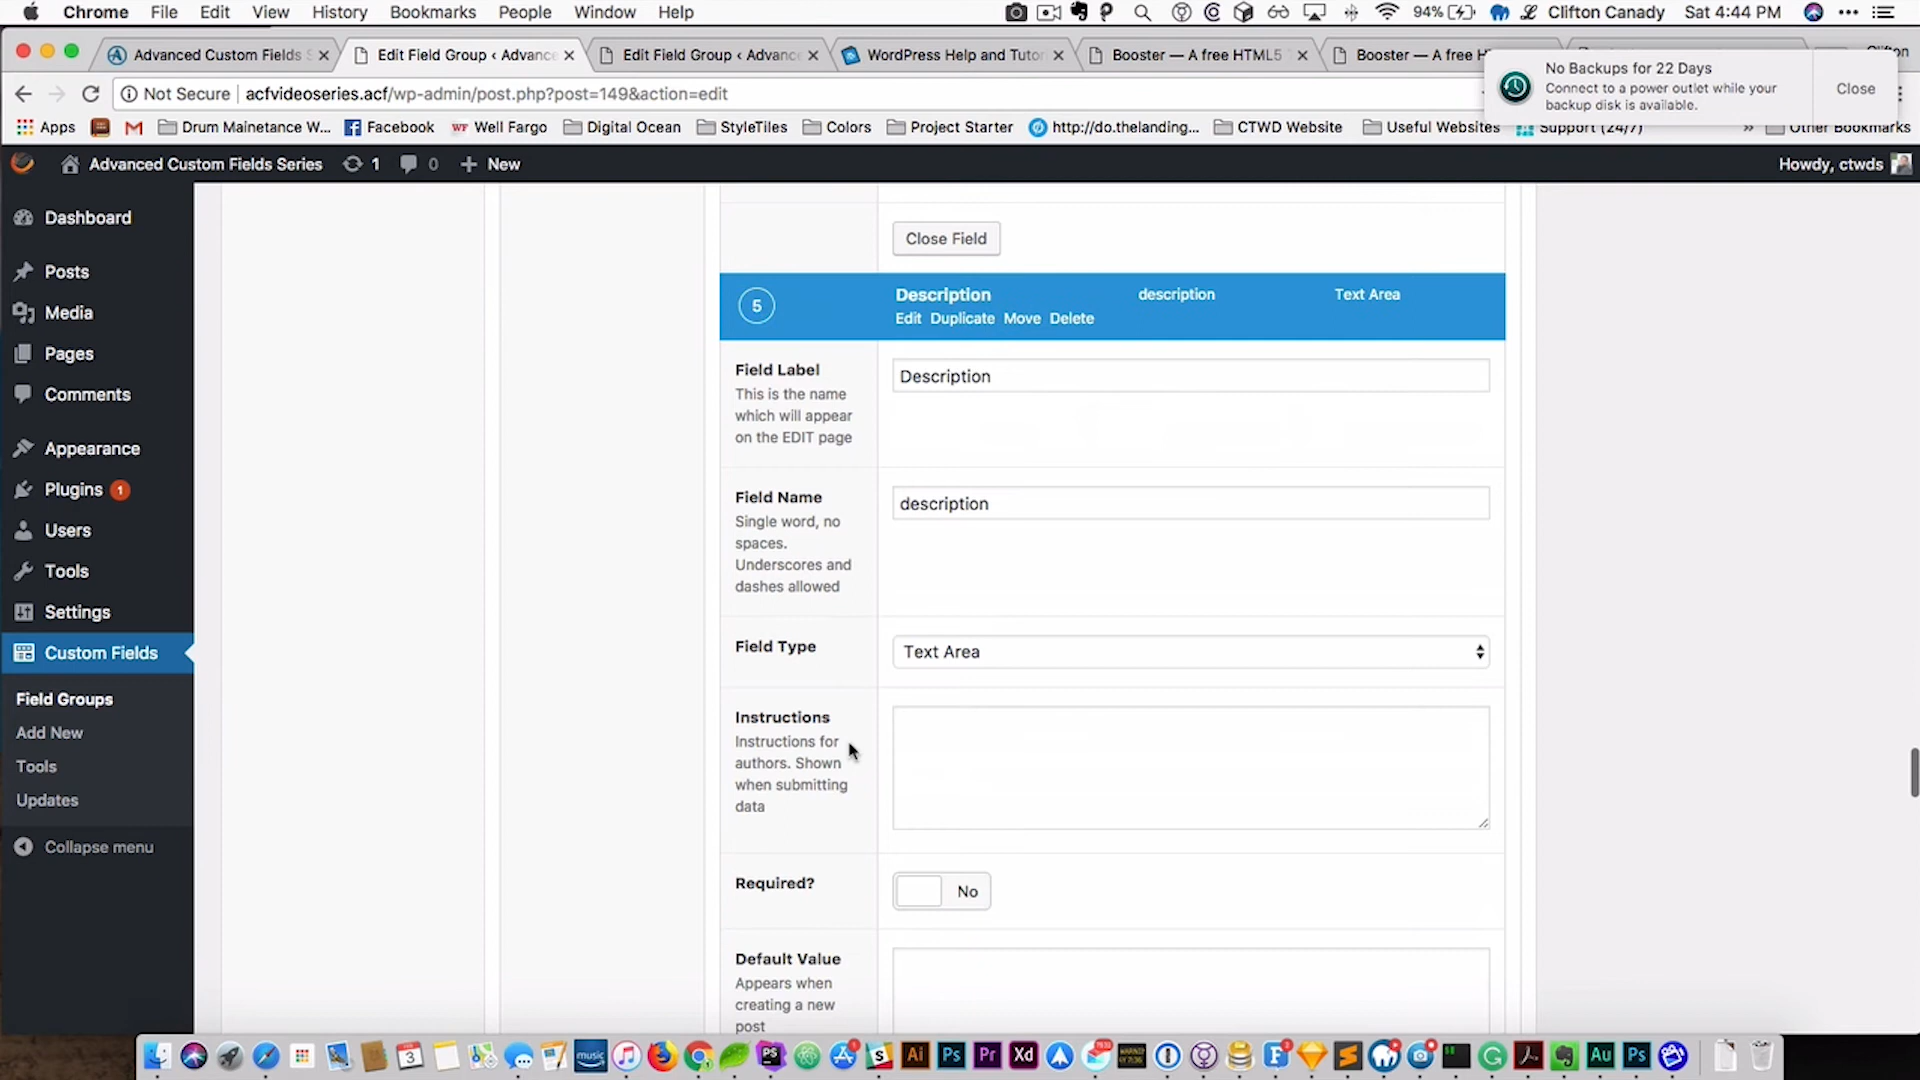 Chrome File Edit View History Bookmarks People Window Help 94% Clifton Canady Sat 4:44 PM
Advanced Custom Fields S
Edit Field Group ‹ Advance
Edit Field Group ‹ Advance
WordPress Help and Tutor
Booster — A free HTML5
Booster — A free H
No Backups for 22 Days
Connect to a power outlet while your
backup disk is available.
Close
Not Secure acfvideoseries.acf/wp-admin/post.php?post=149&action=edit
Apps Drum Mainetance W... Facebook Well Fargo Digital Ocean StyleTiles Colors Project Starter http://do.thelanding... CTWD Website Useful Websites Support (24/7) » Other Bookmarks
Advanced Custom Fields Series 1 0 + New Howdy, ctwds
Dashboard
Posts
Media
Pages
Comments
Appearance
Plugins 1
Users
Tools
Settings
Custom Fields
Field Groups
Add New
Tools
Updates
Collapse menu
Close Field
5 Description description Text Area
Edit Duplicate Move Delete
Field Label
This is the name
which will appear
on the EDIT page
Description
Field Name
Single word, no
spaces.
Underscores and
dashes allowed
description
Field Type
Text Area
Instructions
Instructions for
authors. Shown
when submitting
data
Required?
No
Default Value
Appears when
creating a new
post